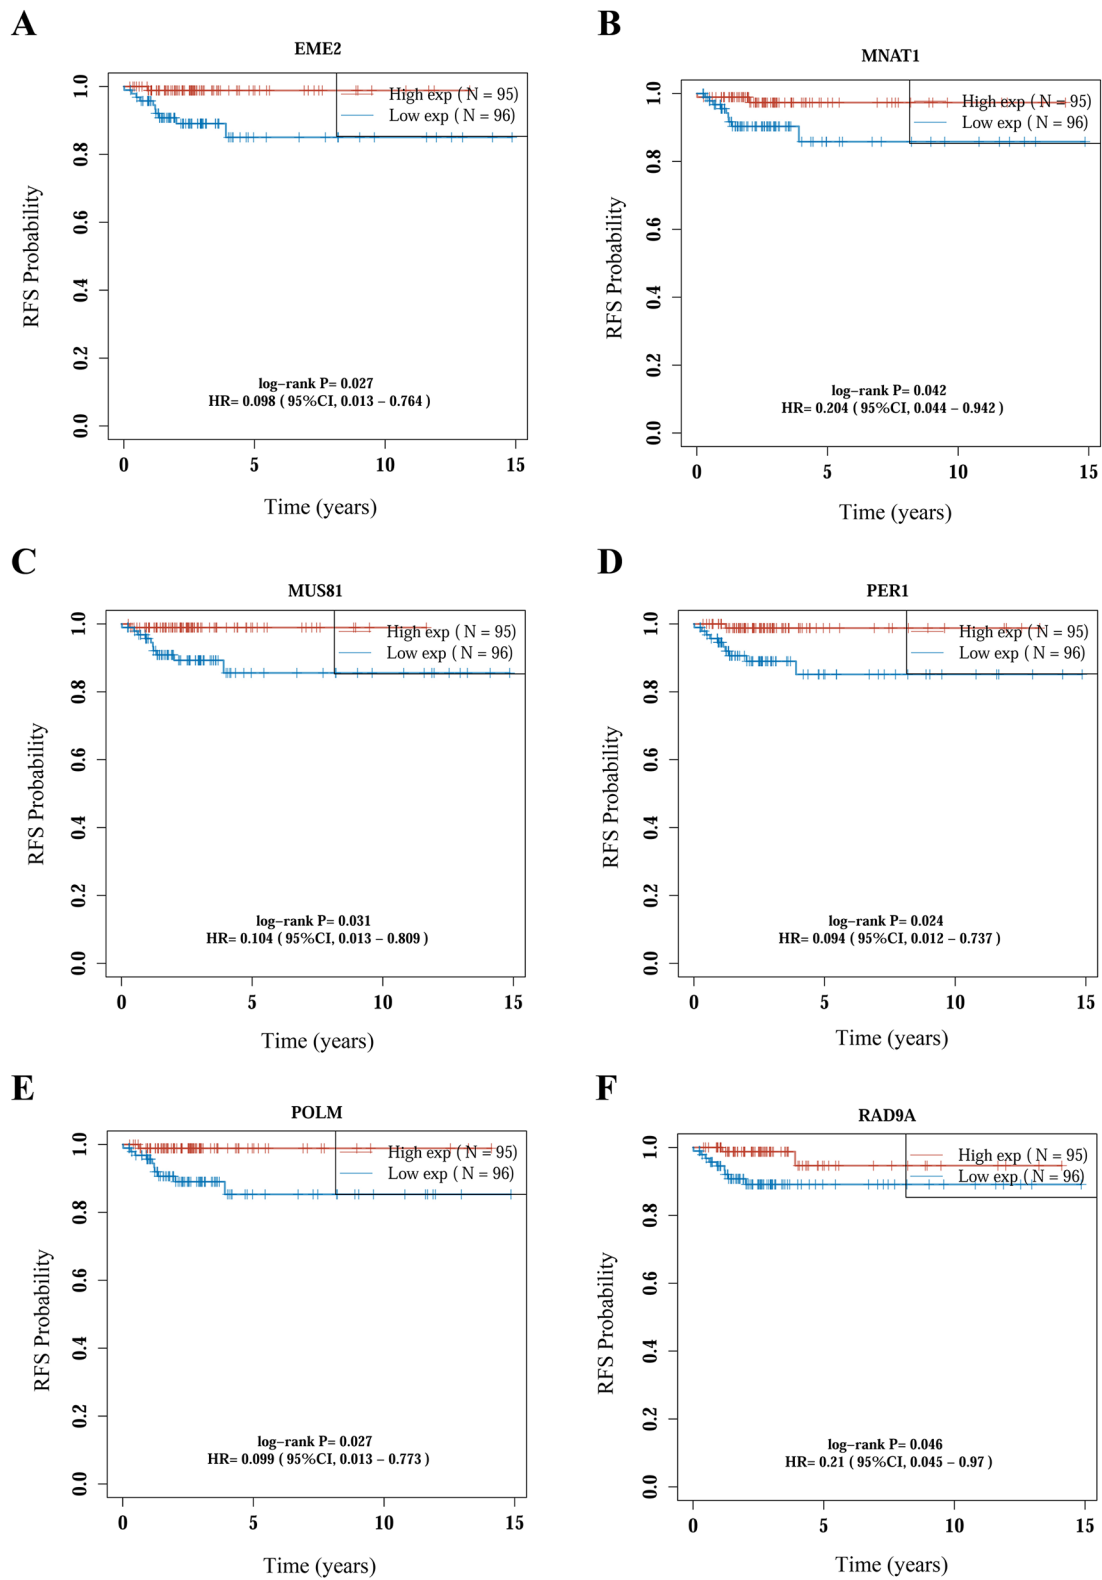 A
EME2
RFS Probability
1.0
0.8
0.6
0.4
0.2
0.0
High exp ( N = 95)
Low exp ( N = 96)
log−rank P= 0.027
HR= 0.098 ( 95%CI, 0.013 − 0.764 )
0 5 10 15
Time (years)
B
MNAT1
RFS Probability
1.0
0.8
0.6
0.4
0.2
0.0
High exp ( N = 95)
Low exp ( N = 96)
log−rank P= 0.042
HR= 0.204 ( 95%CI, 0.044 − 0.942 )
0 5 10 15
Time (years)
C
MUS81
RFS Probability
1.0
0.8
0.6
0.4
0.2
0.0
High exp ( N = 95)
Low exp ( N = 96)
log−rank P= 0.031
HR= 0.104 ( 95%CI, 0.013 − 0.809 )
0 5 10 15
Time (years)
D
PER1
RFS Probability
1.0
0.8
0.6
0.4
0.2
0.0
High exp ( N = 95)
Low exp ( N = 96)
log−rank P= 0.024
HR= 0.094 ( 95%CI, 0.012 − 0.737 )
0 5 10 15
Time (years)
E
POLM
RFS Probability
1.0
0.8
0.6
0.4
0.2
0.0
High exp ( N = 95)
Low exp ( N = 96)
log−rank P= 0.027
HR= 0.099 ( 95%CI, 0.013 − 0.773 )
0 5 10 15
Time (years)
F
RAD9A
RFS Probability
1.0
0.8
0.6
0.4
0.2
0.0
High exp ( N = 95)
Low exp ( N = 96)
log−rank P= 0.046
HR= 0.21 ( 95%CI, 0.045 − 0.97 )
0 5 10 15
Time (years)